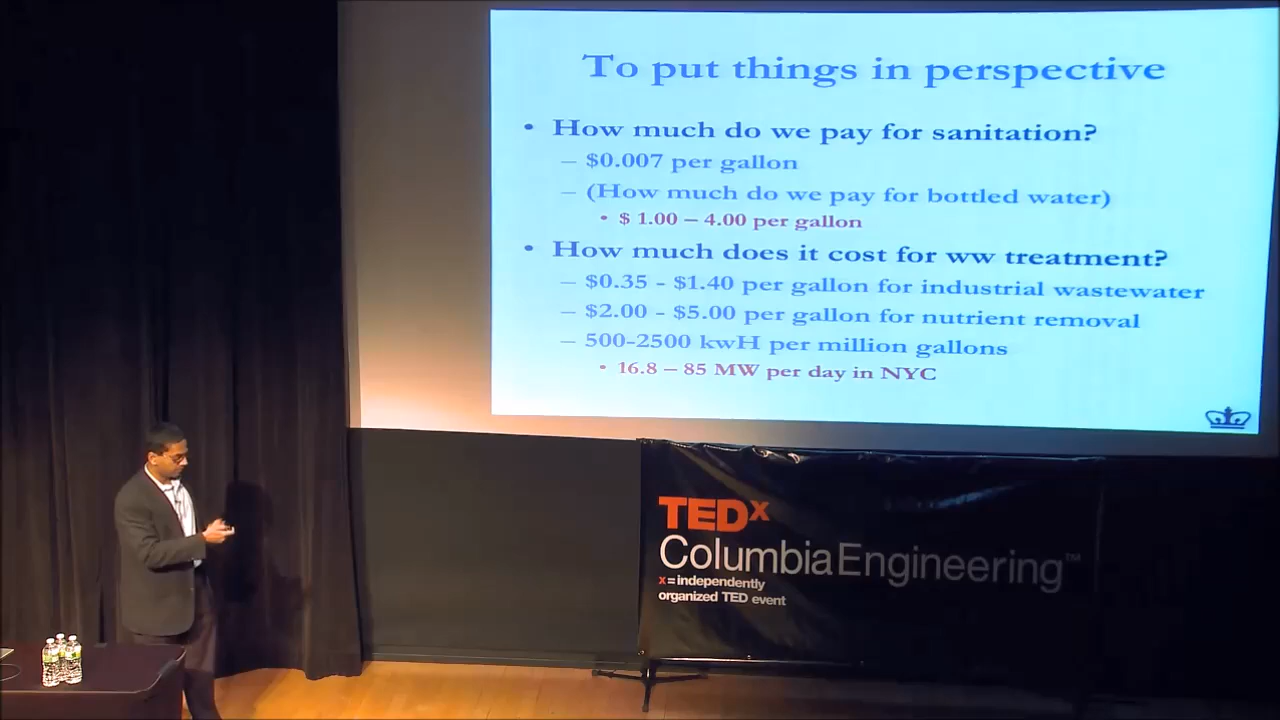 To put things in perspective
• How much do we pay for sanitation?
– $0.007 per gallon
– (How much do we pay for bottled water)
• $ 1.00 – 4.00 per gallon
• How much does it cost for ww treatment?
– $0.35 - $1.40 per gallon for industrial wastewater
– $2.00 - $5.00 per gallon for nutrient removal
– 500-2500 kwH per million gallons
• 16.8 – 85 MW per day in NYC
TEDx
ColumbiaEngineering™
x = independently
organized TED event